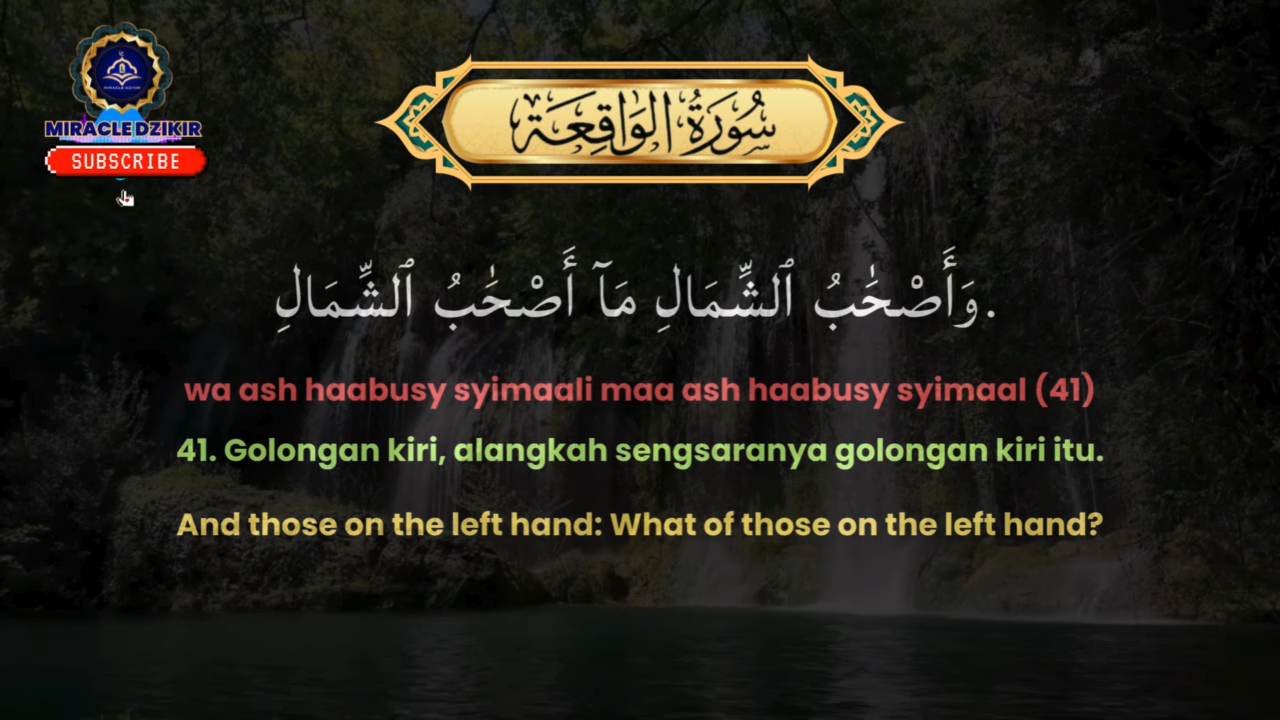 MIRACLE DZIKIR
SUBSCRIBE
سُورَةُ الوَاقِعَة
وَأَصْحَٰبُ ٱلشِّمَالِ مَآ أَصْحَٰبُ ٱلشِّمَالِ.
wa ash haabusy syimaali maa ash haabusy syimaal (41)
41. Golongan kiri, alangkah sengsaranya golongan kiri itu.
And those on the left hand: What of those on the left hand?